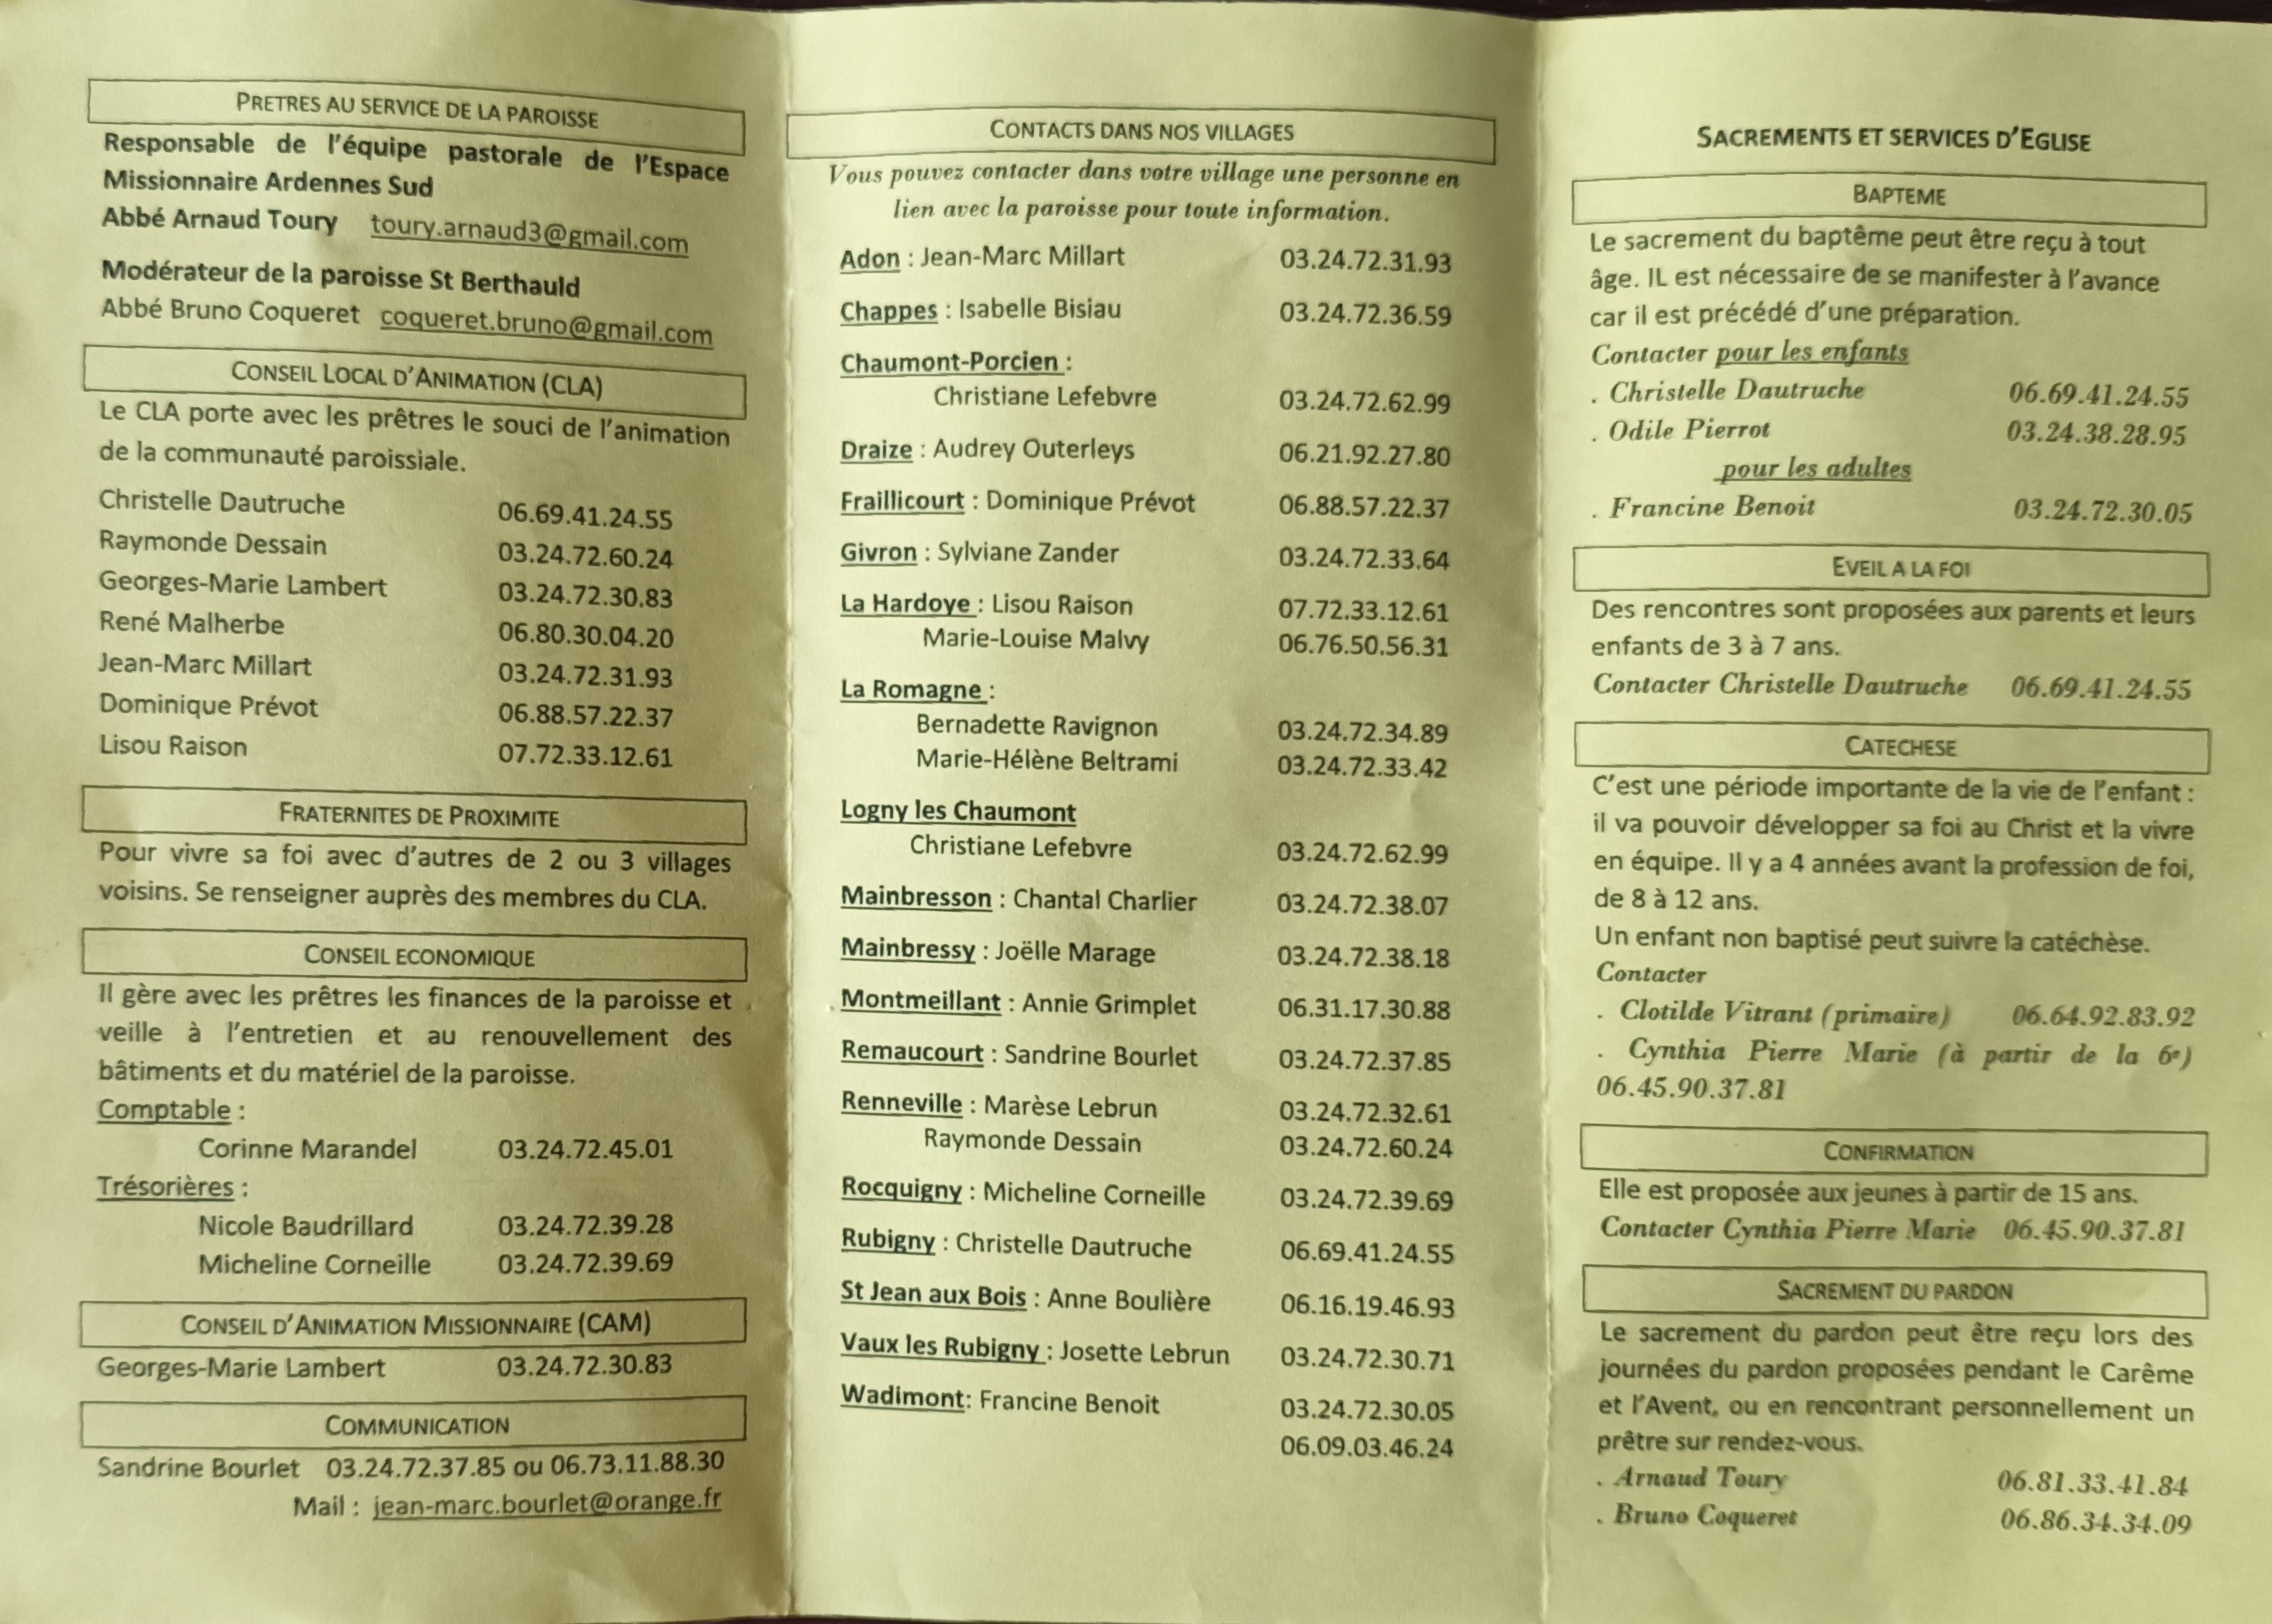 PRETRES AU SERVICE DE LA PAROISSE
Responsable de l'équipe pastorale de l'Espace
Missionnaire Ardennes Sud
Abbé Arnaud Toury toury.arnaud3@gmail.com
Modérateur de la paroisse St Berthauld
Abbé Bruno Coqueret coqueret.bruno@gmail.com
CONSEIL LOCAL D'ANIMATION (CLA)
Le CLA porte avec les prêtres le souci de l'animation
de la communauté paroissiale.
Christelle Dautruche 06.69.41.24.55
Raymonde Dessain 03.24.72.60.24
Georges-Marie Lambert 03.24.72.30.83
René Malherbe 06.80.30.04.20
Jean-Marc Millart 03.24.72.31.93
Dominique Prévot 06.88.57.22.37
Lisou Raison 07.72.33.12.61
FRATERNITES DE PROXIMITE
Pour vivre sa foi avec d'autres de 2 ou 3 villages
voisins. Se renseigner auprès des membres du CLA.
CONSEIL ECONOMIQUE
Il gère avec les prêtres les finances de la paroisse et
veille à l'entretien et au renouvellement des
bâtiments et du matériel de la paroisse.
Comptable :
Corinne Marandel 03.24.72.45.01
Trésorières :
Nicole Baudrillard 03.24.72.39.28
Micheline Corneille 03.24.72.39.69
CONSEIL D'ANIMATION MISSIONNAIRE (CAM)
Georges-Marie Lambert 03.24.72.30.83
COMMUNICATION
Sandrine Bourlet 03.24.72.37.85 ou 06.73.11.88.30
Mail : jean-marc.bourlet@orange.fr
CONTACTS DANS NOS VILLAGES
Vous pouvez contacter dans votre village une personne en
lien avec la paroisse pour toute information.
Adon : Jean-Marc Millart 03.24.72.31.93
Chappes : Isabelle Bisiau 03.24.72.36.59
Chaumont-Porcien :
Christiane Lefebvre 03.24.72.62.99
Draize : Audrey Outerleys 06.21.92.27.80
Fraillicourt : Dominique Prévot 06.88.57.22.37
Givron : Sylviane Zander 03.24.72.33.64
La Hardoye : Lisou Raison 07.72.33.12.61
Marie-Louise Malvy 06.76.50.56.31
La Romagne :
Bernadette Ravignon 03.24.72.34.89
Marie-Hélène Beltrami 03.24.72.33.42
Logny les Chaumont
Christiane Lefebvre 03.24.72.62.99
Mainbresson : Chantal Charlier 03.24.72.38.07
Mainbressy : Joëlle Marage 03.24.72.38.18
Montmeillant : Annie Grimplet 06.31.17.30.88
Remaucourt : Sandrine Bourlet 03.24.72.37.85
Renneville : Marèse Lebrun 03.24.72.32.61
Raymonde Dessain 03.24.72.60.24
Rocquigny : Micheline Corneille 03.24.72.39.69
Rubigny : Christelle Dautruche 06.69.41.24.55
St Jean aux Bois : Anne Boulière 06.16.19.46.93
Vaux les Rubigny : Josette Lebrun 03.24.72.30.71
Wadimont: Francine Benoit 03.24.72.30.05
06.09.03.46.24
SACREMENTS ET SERVICES D'EGLISE
BAPTEME
Le sacrement du baptême peut être reçu à tout
âge. IL est nécessaire de se manifester à l'avance
car il est précédé d'une préparation.
Contacter pour les enfants
. Christelle Dautruche 06.69.41.24.55
. Odile Pierrot 03.24.38.28.95
pour les adultes
. Francine Benoit 03.24.72.30.05
EVEIL A LA FOI
Des rencontres sont proposées aux parents et leurs
enfants de 3 à 7 ans.
Contacter Christelle Dautruche 06.69.41.24.55
CATECHESE
C'est une période importante de la vie de l'enfant :
il va pouvoir développer sa foi au Christ et la vivre
en équipe. Il y a 4 années avant la profession de foi,
de 8 à 12 ans.
Un enfant non baptisé peut suivre la catéchèse.
Contacter
. Clotilde Vitrant (primaire) 06.64.92.83.92
. Cynthia Pierre Marie (à partir de la 6e)
06.45.90.37.81
CONFIRMATION
Elle est proposée aux jeunes à partir de 15 ans.
Contacter Cynthia Pierre Marie 06.45.90.37.81
SACREMENT DU PARDON
Le sacrement du pardon peut être reçu lors des
journées du pardon proposées pendant le Carême
et l'Avent, ou en rencontrant personnellement un
prêtre sur rendez-vous.
. Arnaud Toury 06.81.33.41.84
. Bruno Coqueret 06.86.34.34.09